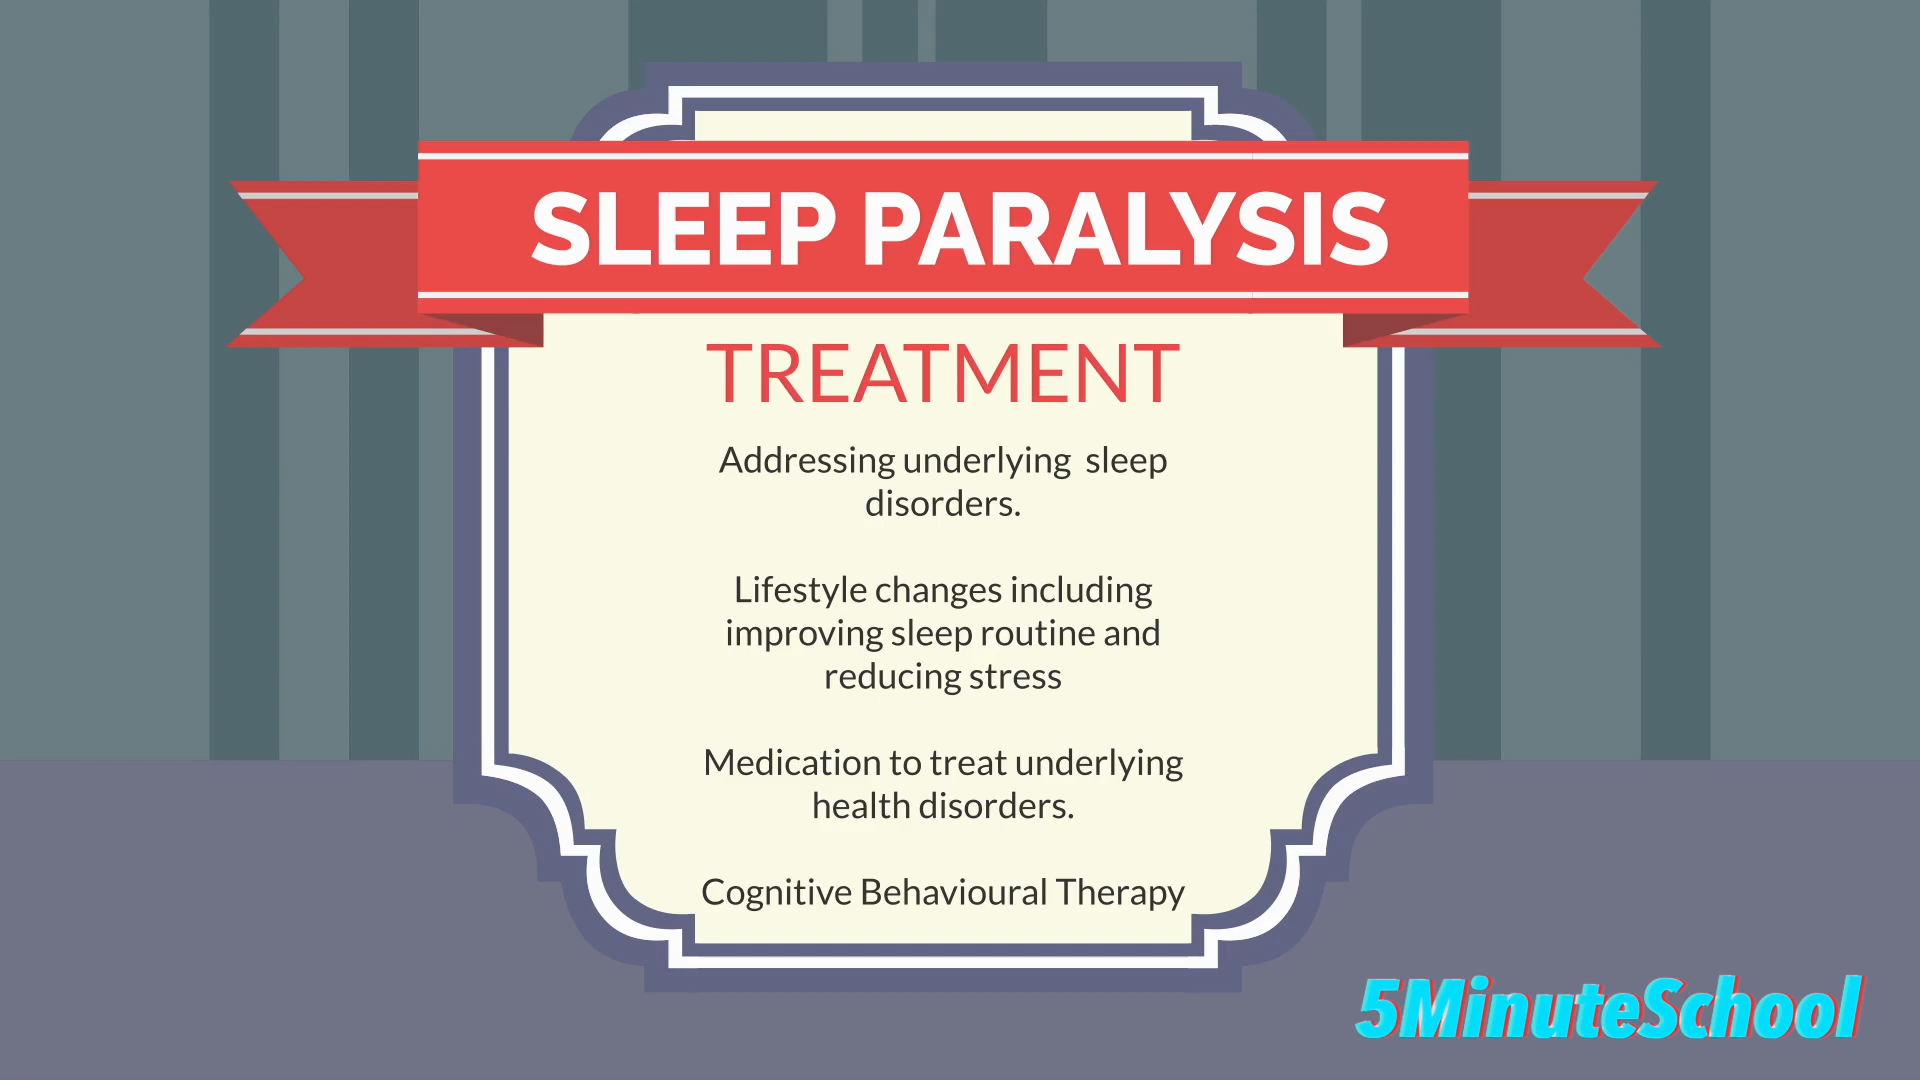 SLEEP PARALYSIS
TREATMENT
Addressing underlying  sleep
disorders.
Lifestyle changes including
improving sleep routine and
reducing stress
Medication to treat underlying
health disorders.
Cognitive Behavioural Therapy
5MinuteSchool